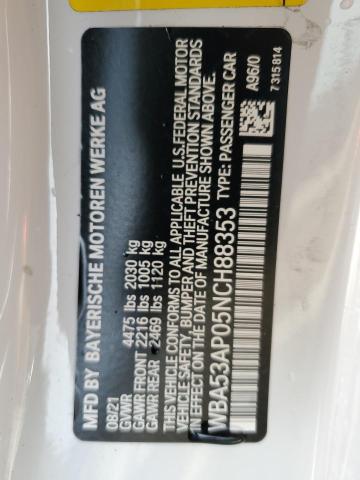 MFD BY BAYERISCHE MOTOREN WERKE AG
08/21
GVWR 4475 lbs 2030 kg
GAWR FRONT 2216 lbs 1005 kg
GAWR REAR 2469 lbs 1120 kg
THIS VEHICLE CONFORMS TO ALL APPLICABLE U.S.FEDERAL MOTOR
VEHICLE SAFETY, BUMPER AND THEFT PREVENTION STANDARDS
IN EFFECT ON THE DATE OF MANUFACTURE SHOWN ABOVE.
WBA53AP05NCH88353 TYPE: PASSENGER CAR
A96/0
7 315 814